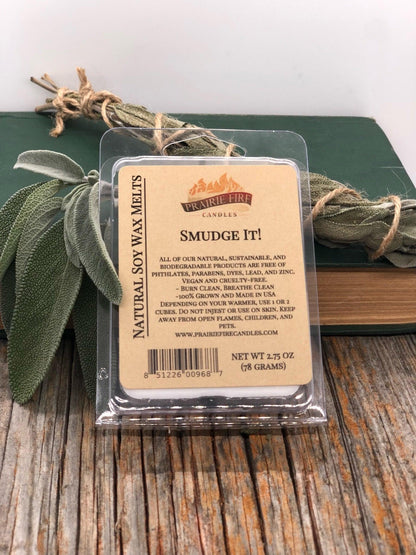 Natural Soy Wax Melts
PRAIRIE FIRE
CANDLES
Smudge It!
ALL OF OUR NATURAL, SUSTAINABLE, AND
BIODEGRADABLE PRODUCTS ARE FREE OF
PHTHLATES, PARABENS, DYES, LEAD, AND ZINC.
VEGAN AND CRUELTY-FREE.
- BURN CLEAN, BREATHE CLEAN
-100% GROWN AND MADE IN USA
DEPENDING ON YOUR WARMER, USE 1 OR 2
CUBES. DO NOT INJEST OR USE ON SKIN. KEEP
AWAY FROM OPEN FLAMES, CHILDREN, AND
PETS.
WWW.PRAIRIEFIRECANDLES.COM
NET WT 2.75 OZ
(78 GRAMS)
8 51226 00968 7